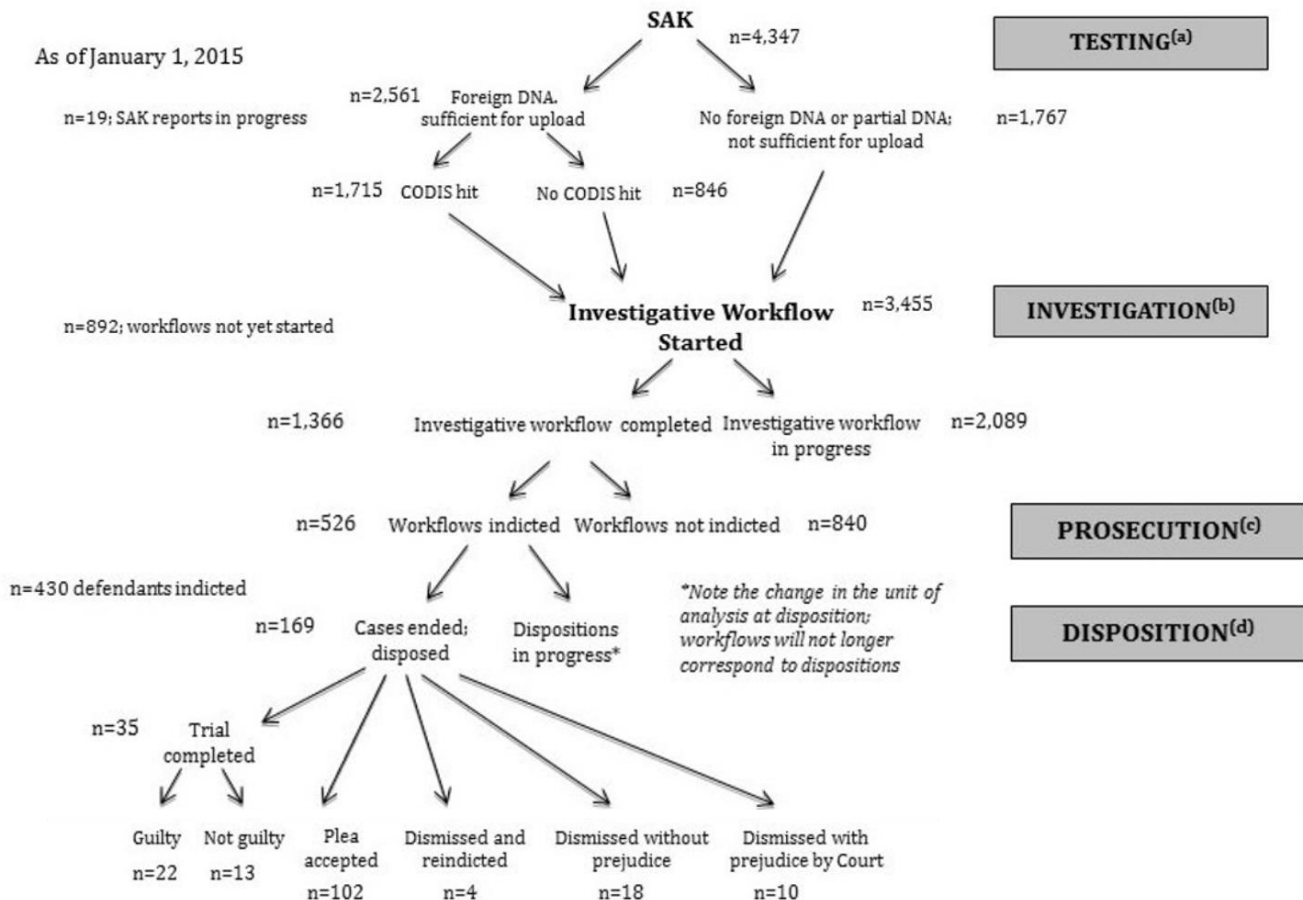 SAK
n=4,347
TESTING(a)
As of January 1, 2015
n=2,561
Foreign DNA.
sufficient for upload
n=19; SAK reports in progress
No foreign DNA or partial DNA;
not sufficient for upload
n=1,767
n=1,715
CODIS hit
No CODIS hit
n=846
n=892; workflows not yet started
Investigative Workflow
Started
n=3,455
INVESTIGATION(b)
n=1,366
Investigative workflow completed
Investigative workflow
in progress
n=2,089
n=526
Workflows indicted
Workflows not indicted
n=840
PROSECUTION(c)
n=430 defendants indicted
n=169
Cases ended;
disposed
Dispositions
in progress*
*Note the change in the unit of
analysis at disposition;
workflows will not longer
correspond to dispositions
DISPOSITION(d)
n=35
Trial
completed
Guilty
n=22
Not guilty
n=13
Plea
accepted
n=102
Dismissed and
reindicted
n=4
Dismissed without
prejudice
n=18
Dismissed with
prejudice by Court
n=10